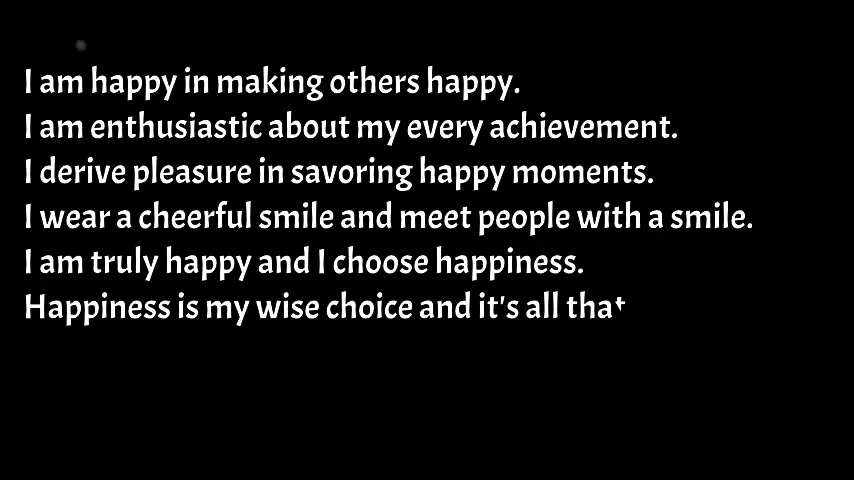 I am happy in making others happy.
I am enthusiastic about my every achievement.
I derive pleasure in savoring happy moments.
I wear a cheerful smile and meet people with a smile.
I am truly happy and I choose happiness.
Happiness is my wise choice and it's all that